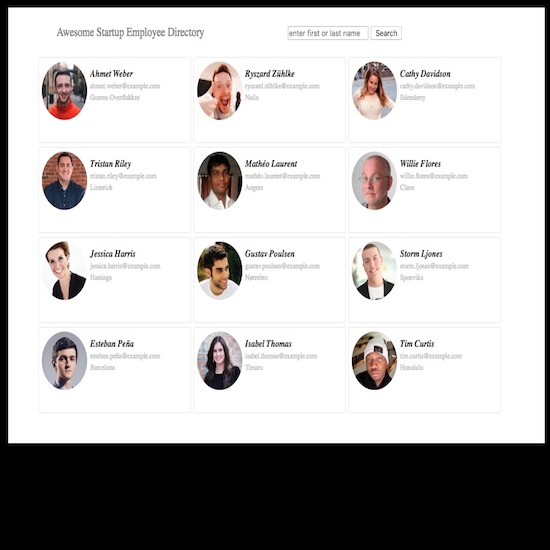 Awesome Startup Employee Directory
enter first or last name Search
Ahmet Weber
ahmet.weber@example.com
Goeree-Overflakkee
Ryszard Zühlke
ryszard.zühlke@example.com
Naila
Cathy Davidson
cathy.davidson@example.com
Edenderry
Tristan Riley
tristan.riley@example.com
Limerick
Mathéo Laurent
mathéo.laurent@example.com
Angers
Willie Flores
willie.flores@example.com
Clane
Jessica Harris
jessica.harris@example.com
Hastings
Gustav Poulsen
gustav.poulsen@example.com
Nørrebro
Storm Ljones
storm.ljones@example.com
Spetsvika
Esteban Peña
esteban.peña@example.com
Barcelona
Isabel Thomas
isabel.thomas@example.com
Timaru
Tim Curtis
tim.curtis@example.com
Honolulu